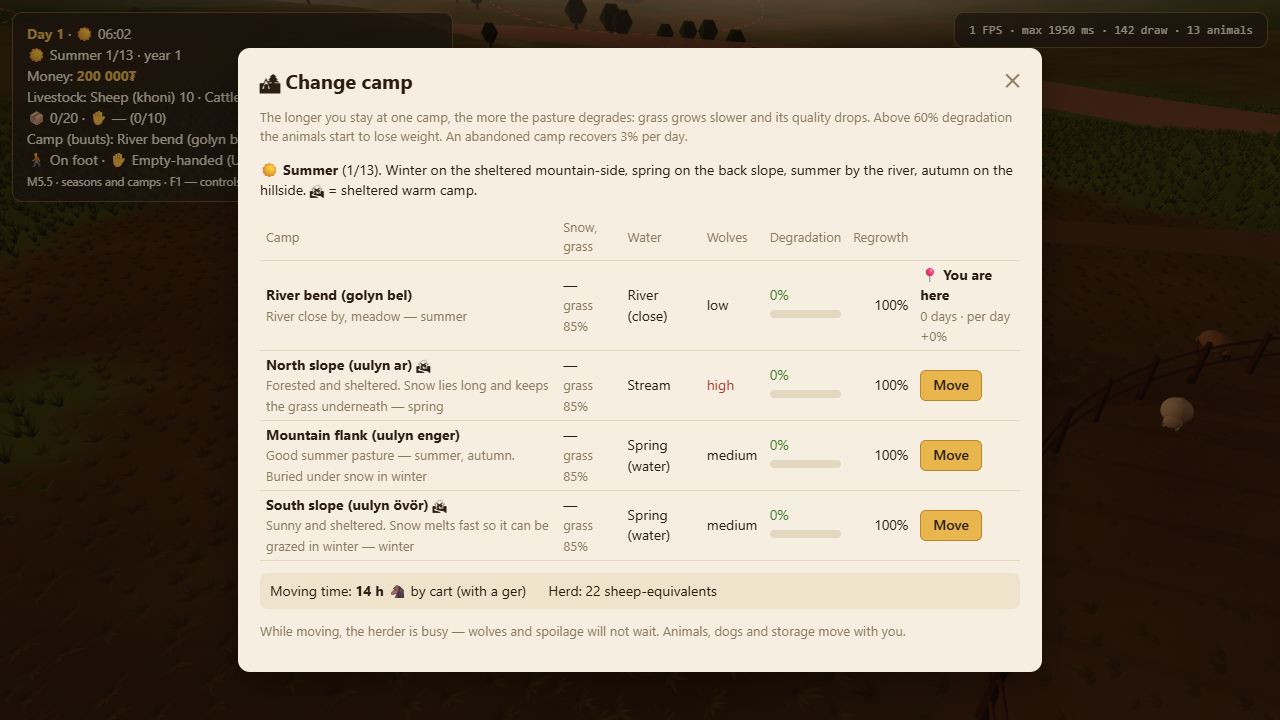 Day 1 · 06:02
Summer 1/13 · year 1
Money: 200 000₮
Livestock: Sheep (khoni) 10 · Cattle
0/20 · — (0/10)
Camp (buuts): River bend (golyn b
On foot · Empty-handed (U
M5.5 · seasons and camps · F1 — controls
1 FPS · max 1950 ms · 142 draw · 13 animals
Change camp
The longer you stay at one camp, the more the pasture degrades: grass grows slower and its quality drops. Above 60% degradation
the animals start to lose weight. An abandoned camp recovers 3% per day.
Summer (1/13). Winter on the sheltered mountain-side, spring on the back slope, summer by the river, autumn on the
hillside. = sheltered warm camp.
Camp Snow, grass Water Wolves Degradation Regrowth
River bend (golyn bel)
River close by, meadow — summer
—
grass
85%
River
(close)
low
0%
100%
You are
here
0 days · per day
+0%
North slope (uulyn ar)
Forested and sheltered. Snow lies long and keeps
the grass underneath — spring
—
grass
85%
Stream
high
0%
100%
Move
Mountain flank (uulyn enger)
Good summer pasture — summer, autumn.
Buried under snow in winter
—
grass
85%
Spring
(water)
medium
0%
100%
Move
South slope (uulyn övör)
Sunny and sheltered. Snow melts fast so it can be
grazed in winter — winter
—
grass
85%
Spring
(water)
medium
0%
100%
Move
Moving time: 14 h by cart (with a ger) Herd: 22 sheep-equivalents
While moving, the herder is busy — wolves and spoilage will not wait. Animals, dogs and storage move with you.